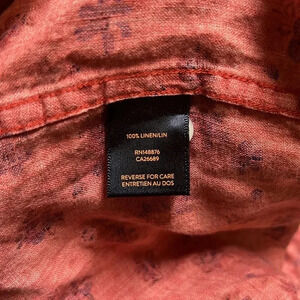 100% LINEN/LIN
RN148876
CA26689
REVERSE FOR CARE
ENTRETIEN AU DOS